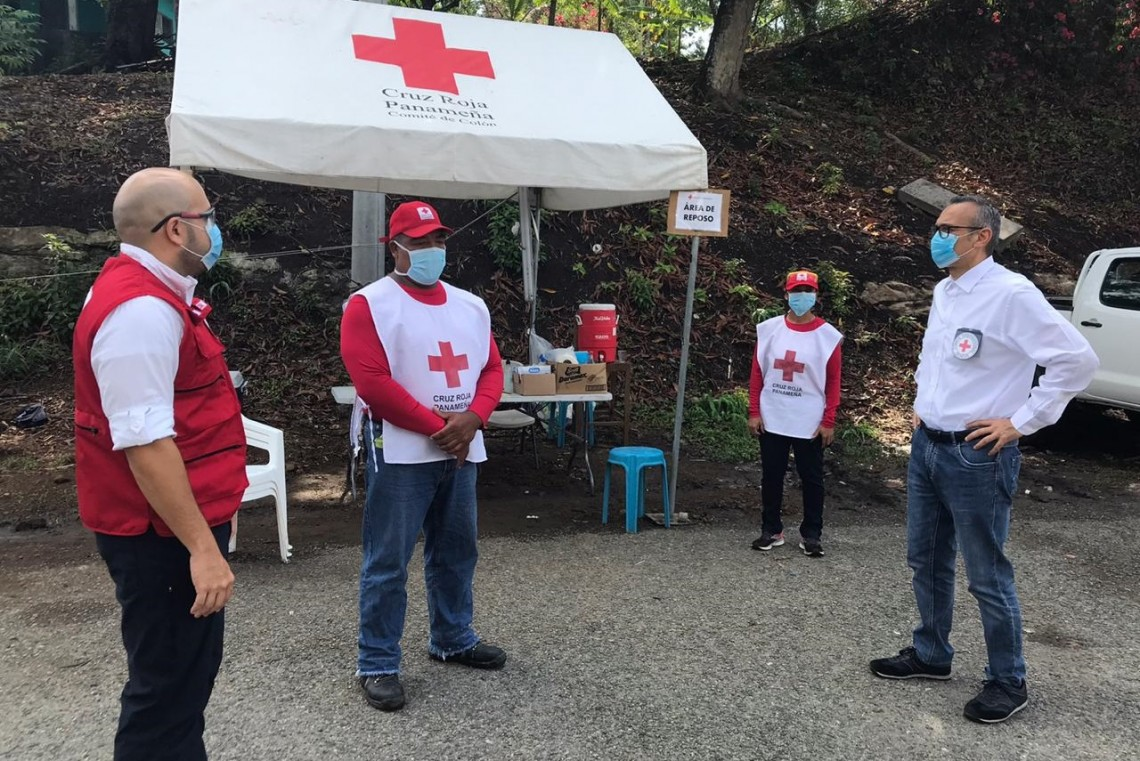 Cruz Roja
Panameña
Comité de Colón
ÁREA DE
REPOSO
CRUZ ROJA
PANAMEÑA
CRUZ ROJA
PANAMEÑA